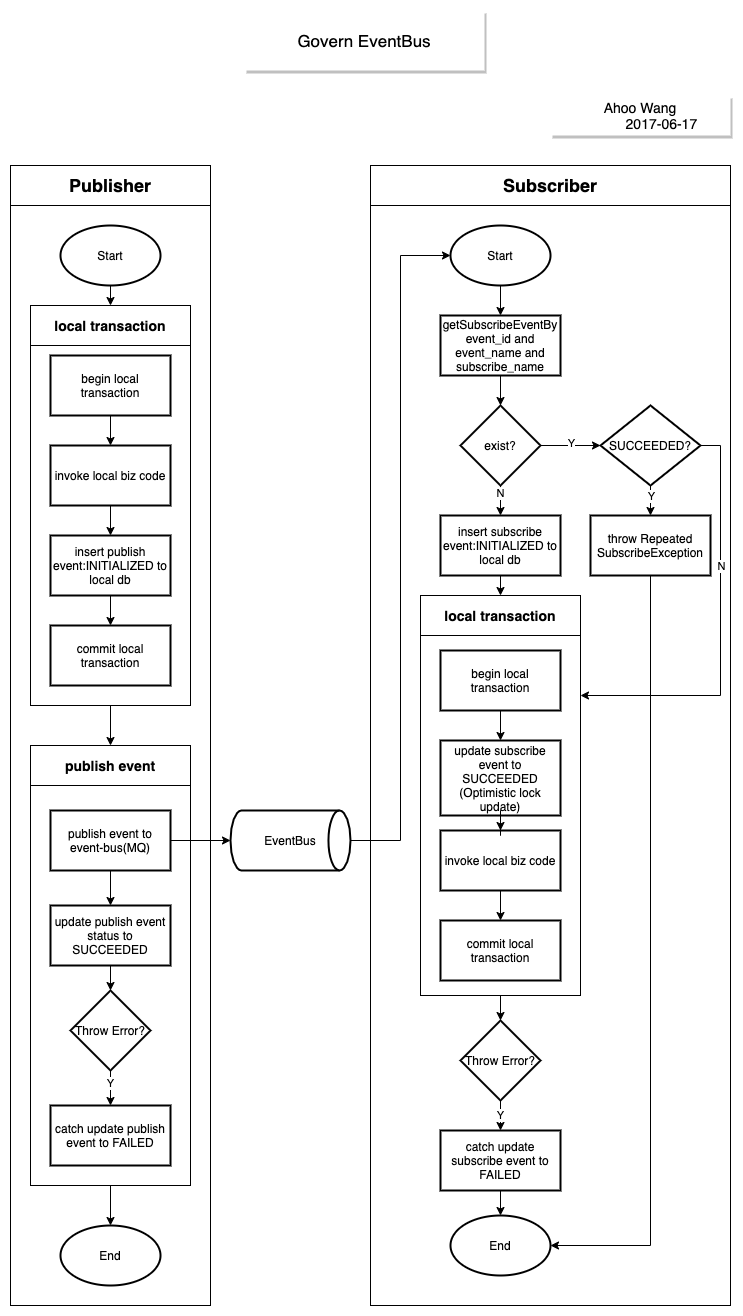 Govern EventBus
Ahoo Wang
2017-06-17
Publisher
Start
local transaction
begin local
transaction
invoke local biz code
insert publish
event:INITIALIZED to
local db
commit local
transaction
publish event
publish event to
event-bus(MQ)
update publish event
status to
SUCCEEDED
Throw Error?
Y
catch update publish
event to FAILED
End
EventBus
Subscriber
Start
getSubscribeEventBy
event_id and
event_name and
subscribe_name
exist?
Y
SUCCEEDED?
N
Y
insert subscribe
event:INITIALIZED to
local db
throw Repeated
SubscribeException
N
local transaction
begin local
transaction
update subscribe
event to
SUCCEEDED
(Optimistic lock
update)
invoke local biz code
commit local
transaction
Throw Error?
Y
catch update
subscribe event to
FAILED
End